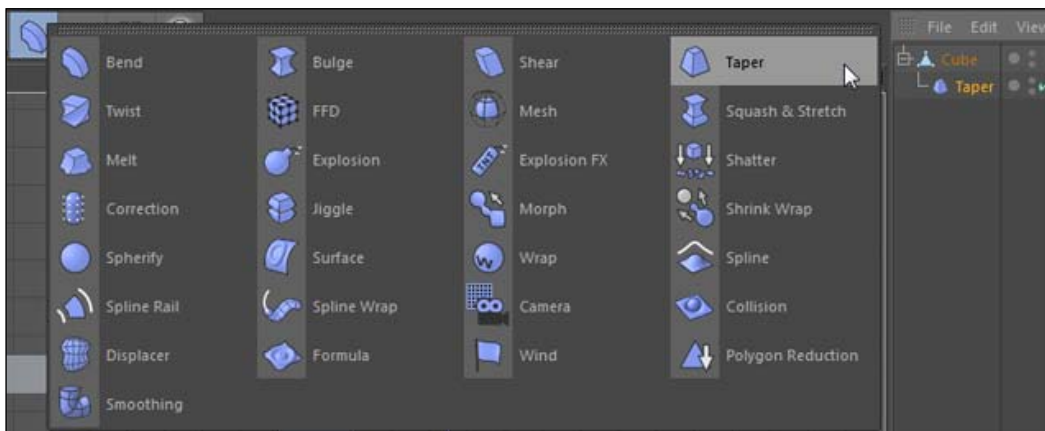 File Edit View
Bend Bulge Shear Taper
Cube
Taper
Twist FFD Mesh Squash & Stretch
Melt Explosion Explosion FX Shatter
Correction Jiggle Morph Shrink Wrap
Spherify Surface Wrap Spline
Spline Rail Spline Wrap Camera Collision
Displacer Formula Wind Polygon Reduction
Smoothing